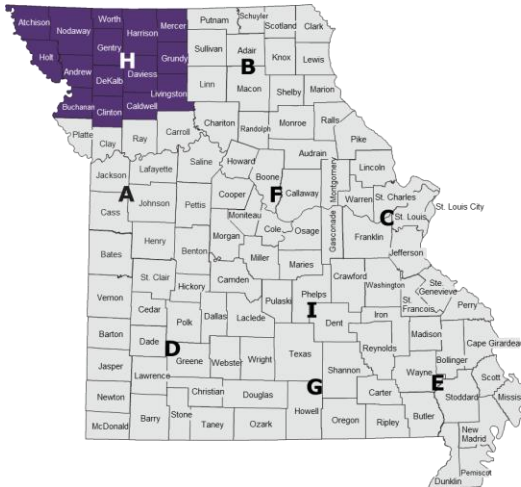 Atchison
Nodaway
Worth
Harrison
Mercer
Putnam
Schuyler
Scotland
Clark
Holt
Andrew
Gentry
H
DeKalb
Daviess
Grundy
Livingston
Sullivan
Adair
B
Knox
Lewis
Buchanan
Clinton
Caldwell
Linn
Macon
Shelby
Marion
Platte
Clay
Ray
Carroll
Chariton
Randolph
Monroe
Ralls
Pike
Jackson
A
Lafayette
Saline
Howard
Boone
Audrain
Montgomery
Lincoln
Cass
Johnson
Pettis
Cooper
Moniteau
F
Callaway
Warren
St. Charles
C
St. Louis
St. Louis City
Bates
Henry
Benton
Morgan
Cole
Osage
Gasconade
Franklin
Jefferson
Miller
Maries
St. Clair
Hickory
Camden
Pulaski
Phelps
Crawford
Washington
Ste. Genevieve
St. Francois
Perry
Vernon
Cedar
Polk
Dallas
Laclede
I
Dent
Iron
Madison
Cape Girardeau
Barton
Dade
D
Greene
Webster
Wright
Texas
Shannon
Reynolds
Wayne
Bollinger
E
Scott
Jasper
Lawrence
Christian
Douglas
G
Carter
Stoddard
Missis
Newton
Stone
Howell
Butler
New Madrid
McDonald
Barry
Taney
Ozark
Oregon
Ripley
Pemiscot
Dunklin